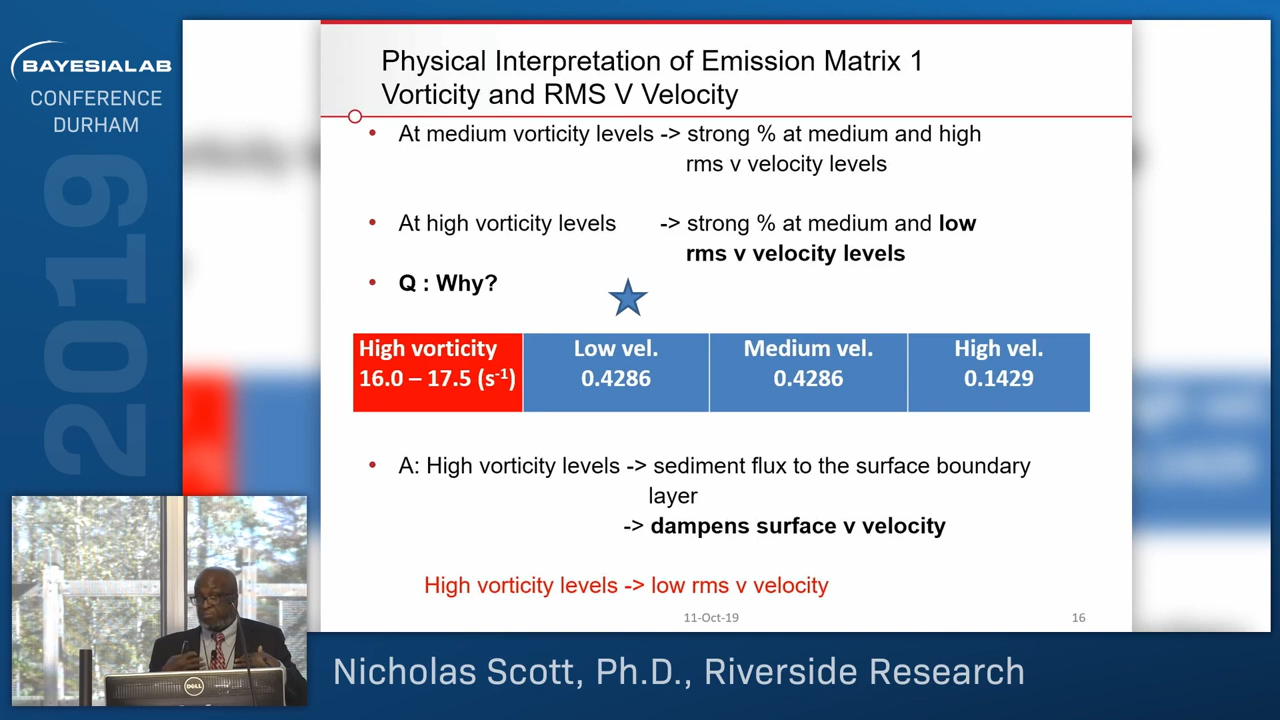 BAYESIALAB
CONFERENCE
DURHAM
2019
Physical Interpretation of Emission Matrix 1
Vorticity and RMS V Velocity
• At medium vorticity levels -> strong % at medium and high
rms v velocity levels
• At high vorticity levels -> strong % at medium and low
rms v velocity levels
• Q : Why?
High vorticity Low vel. Medium vel. High vel.
16.0 – 17.5 (s-1) 0.4286 0.4286 0.1429
• A: High vorticity levels -> sediment flux to the surface boundary
layer
-> dampens surface v velocity
High vorticity levels -> low rms v velocity
11-Oct-19 16
DELL
Nicholas Scott, Ph.D., Riverside Research